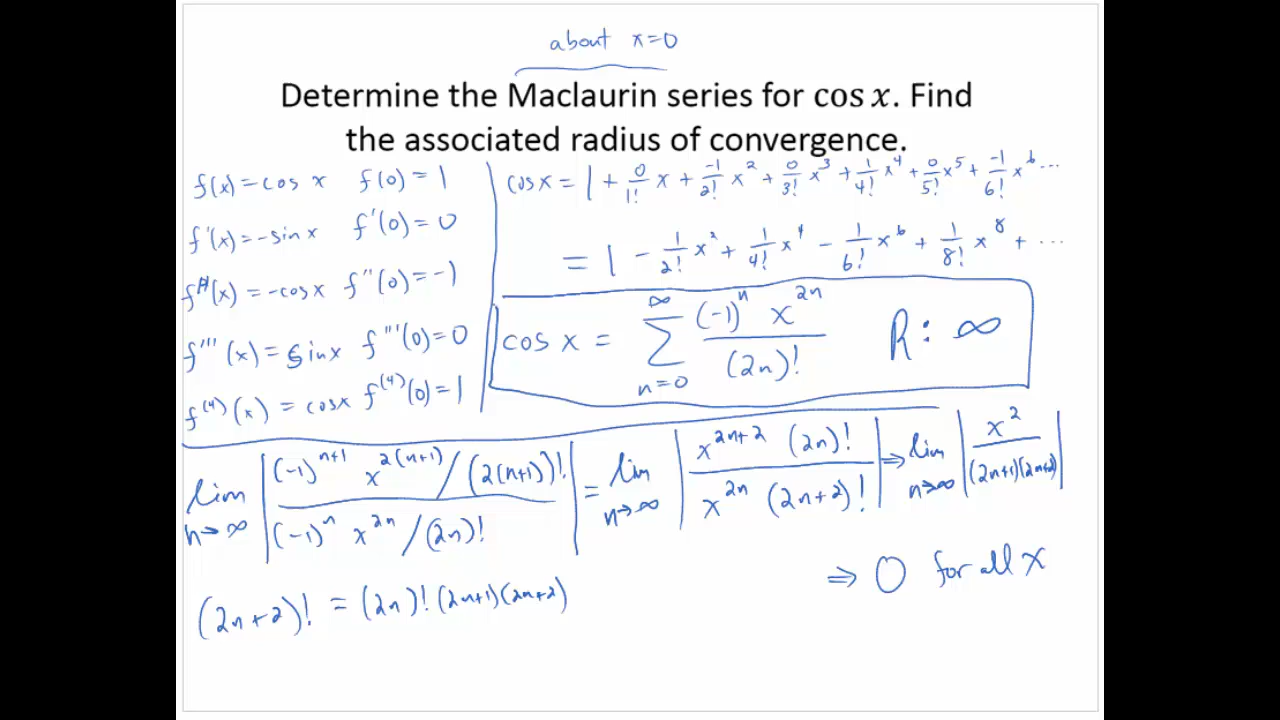 about x=0
Determine the Maclaurin series for cos x. Find
the associated radius of convergence.
f(x) = cos x f(0) = 1
f'(x) = -sin x f'(0) = 0
f''(x) = -cos x f''(0) = -1
f'''(x) = sin x f'''(0) = 0
f^(4)(x) = cos x f^(4)(0) = 1
cos x = 1 + 0/1! x + -1/2! x^2 + 0/3! x^3 + 1/4! x^4 + 0/5! x^5 + -1/6! x^6 ...
= 1 - 1/2! x^2 + 1/4! x^4 - 1/6! x^6 + 1/8! x^8 + ...
cos x = ∑_{n=0}^{∞} (-1)^n x^{2n} / (2n)! R: ∞
lim_{n→∞} | (-1)^{n+1} x^{2(n+1)} / (2(n+1))! / (-1)^n x^{2n} / (2n)! | = lim_{n→∞} | x^{2n+2} (2n)! / x^{2n} (2n+2)! | ⇒ lim_{n→∞} | x^2 / (2n+1)(2n+2) |
⇒ 0 for all x
(2n+2)! = (2n)! (2n+1)(2n+2)